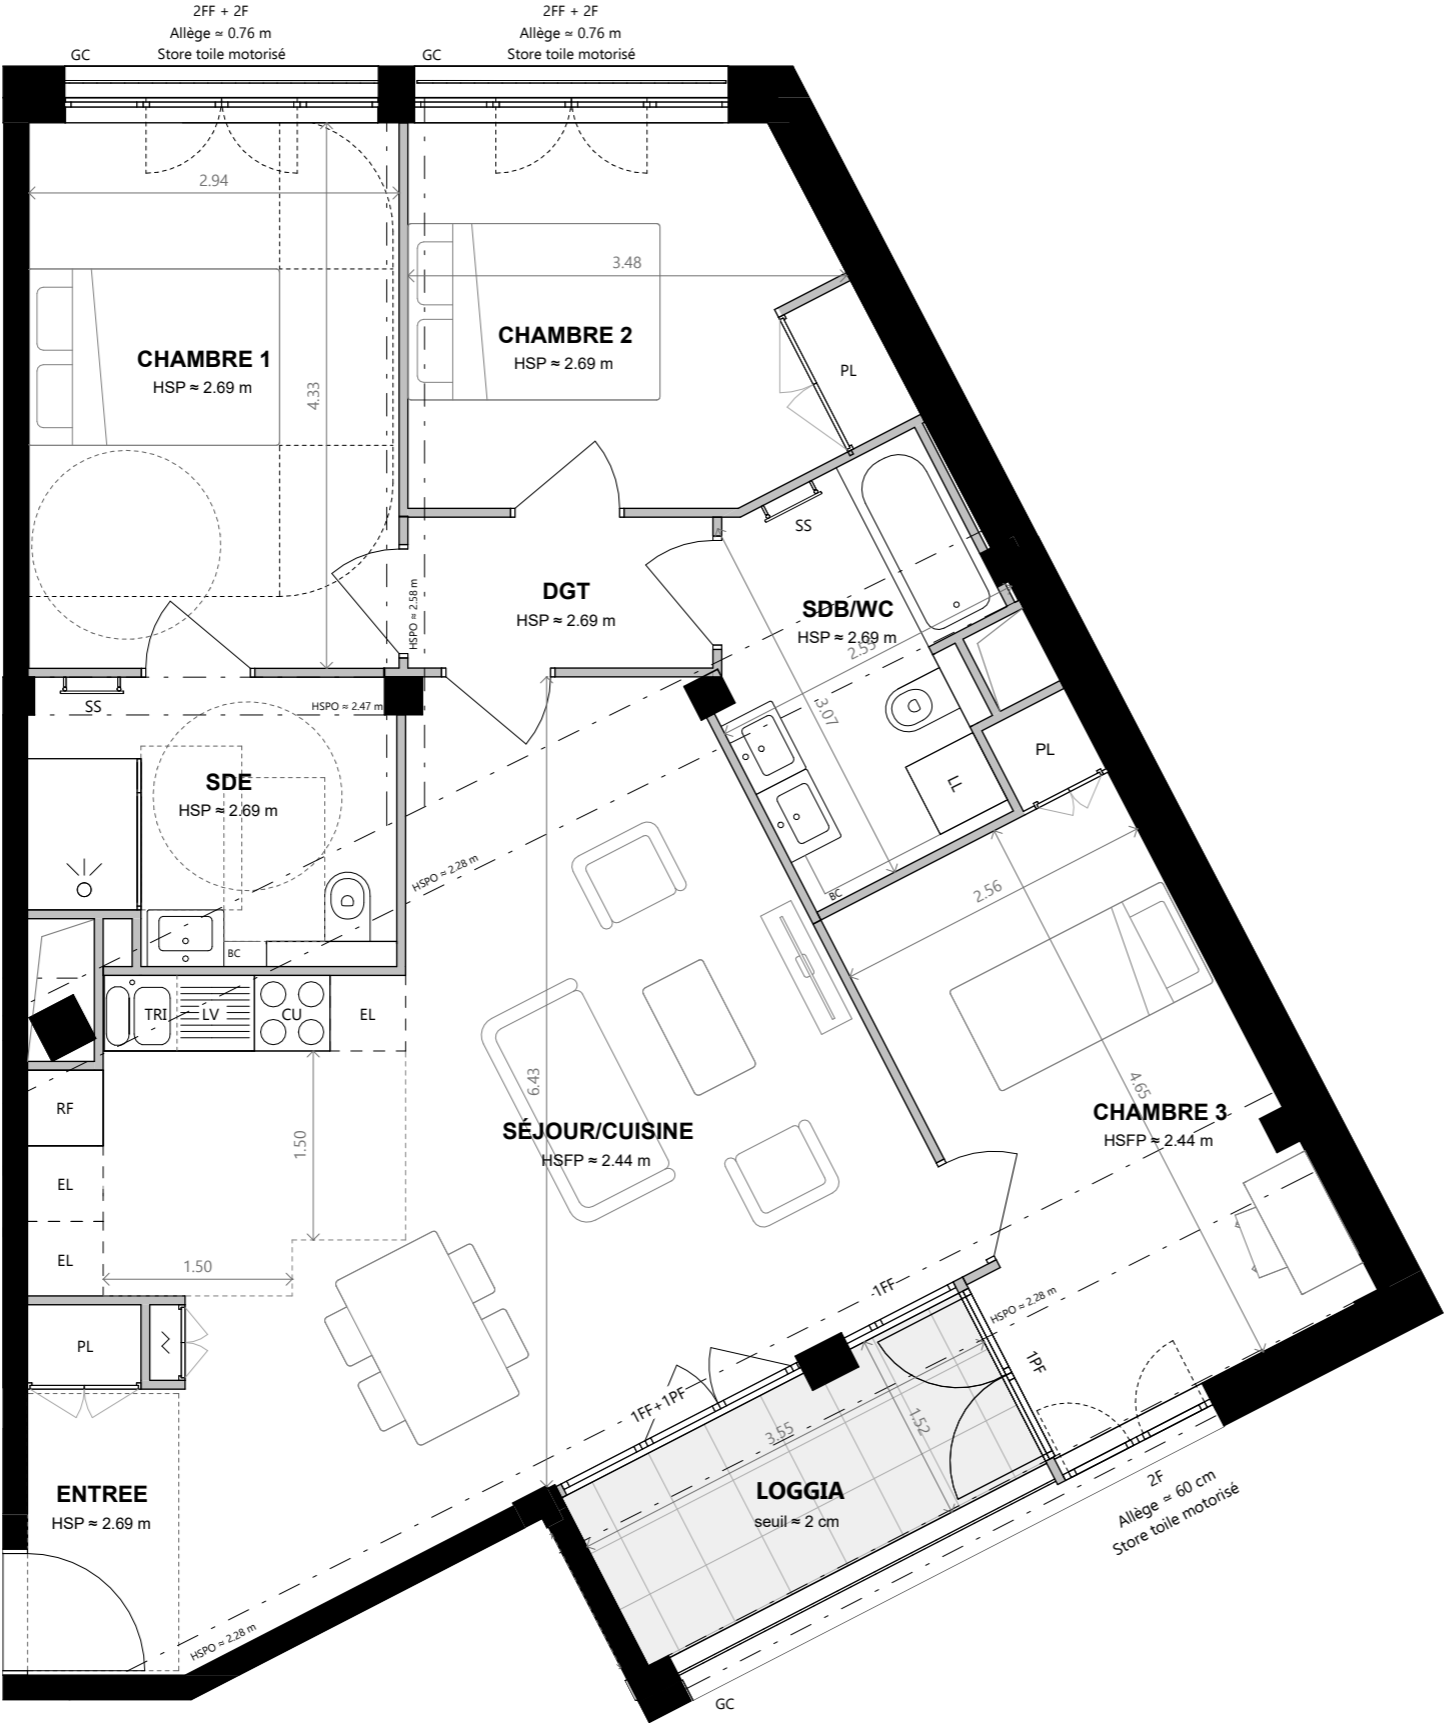 2FF + 2F
Allège ≃ 0.76 m
Store toile motorisé
GC
2FF + 2F
Allège ≃ 0.76 m
Store toile motorisé
GC
2.94
3.48
CHAMBRE 1
HSP ≃ 2.69 m
4.33
CHAMBRE 2
HSP ≃ 2.69 m
PL
SS
DGT
HSP ≃ 2.69 m
HSPO ≃ 2.58 m
SDB/WC
HSP ≃ 2.69 m
2.53
3.07
SS
HSPO ≃ 2.47 m
SDE
HSP ≃ 2.69 m
LL
PL
HSPO ≃ 2.28 m
BC
2.56
BC
TRI
LV
CU
EL
RF
EL
EL
1.50
1.50
6.43
SÉJOUR/CUISINE
HSFP ≃ 2.44 m
4.65
CHAMBRE 3
HSFP ≃ 2.44 m
1FF
HSPO ≃ 2.28 m
1PF
PL
1FF+1PF
3.55
1.52
LOGGIA
seuil ≃ 2 cm
2F
Allège ≃ 60 cm
Store toile motorisé
ENTREE
HSP ≃ 2.69 m
HSPO ≃ 2.28 m
GC